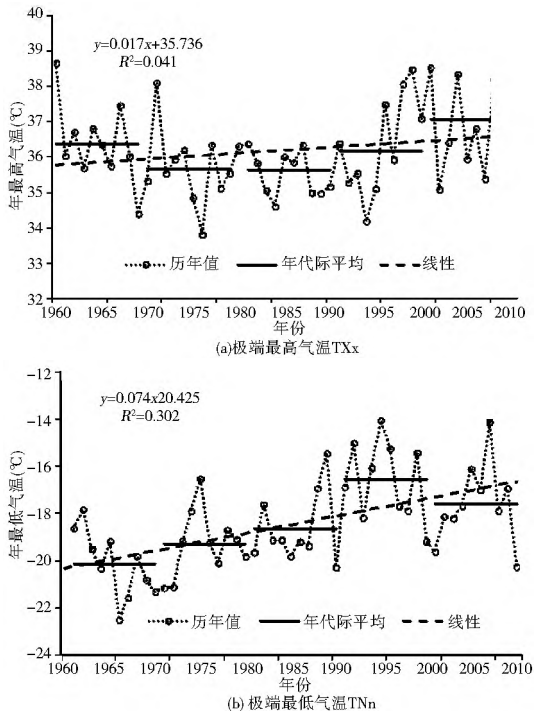 年最高气温(℃)
40
39
38
37
36
35
34
33
32
y=0.017x+35.736
R²=0.041
历年值 年代际平均 线性
1960 1965 1970 1975 1980 1985 1990 1995 2000 2005 2010
年份
(a)极端最高气温TXx
年最低气温(℃)
-12
-14
-16
-18
-20
-22
-24
y=0.074x20.425
R²=0.302
历年值 年代际平均 线性
1960 1965 1970 1975 1980 1985 1990 1995 2000 2005 2010
年份
(b) 极端最低气温TNn